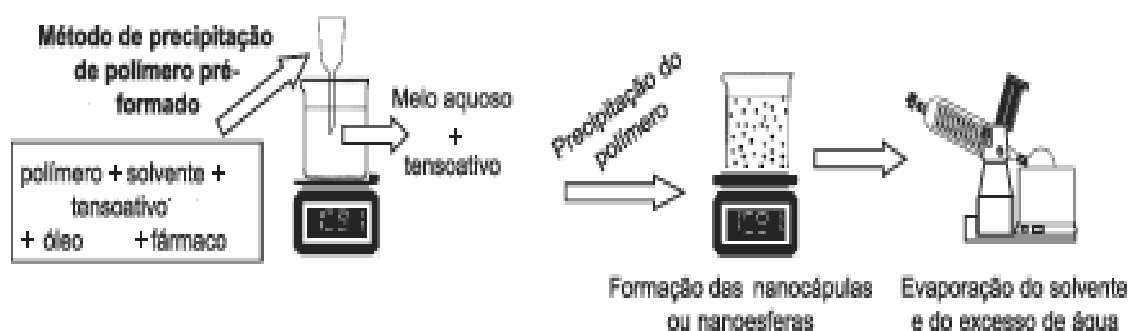 Método de precipitação
de polímero pré-
formado
polímero + solvente +
tensoativo
+ óleo + fármaco
Meio aquoso
+
tensoativo
Precipitação do
polímero
Formação das nanocápulas
ou nanoesferas
Evaporação do solvente
e do excesso de água